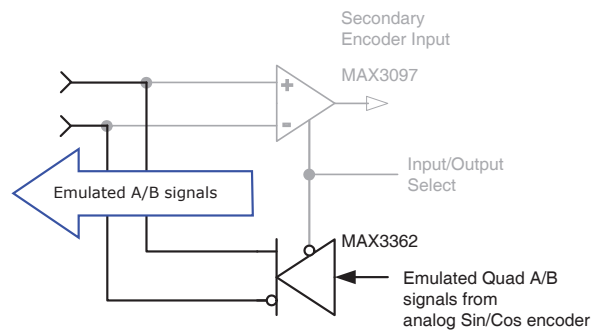 Secondary
Encoder Input
MAX3097
+
-
Input/Output
Select
Emulated A/B signals
MAX3362
Emulated Quad A/B
signals from
analog Sin/Cos encoder